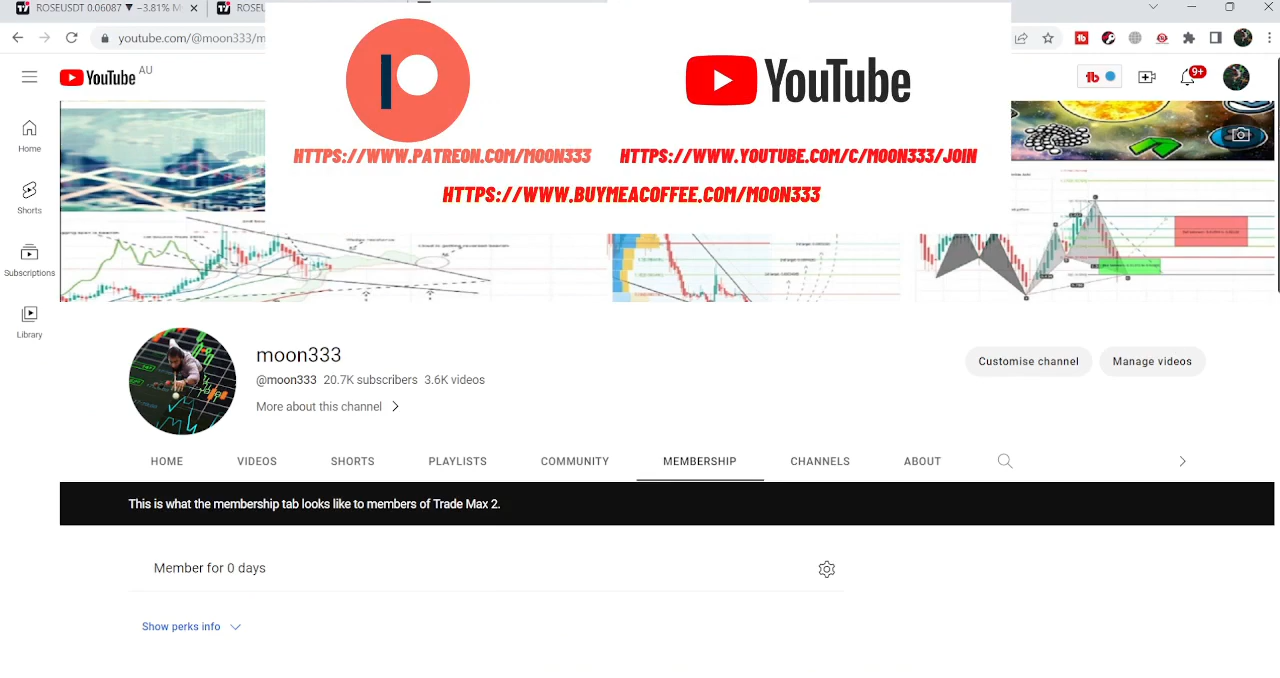 ROSEUSDT 0.06087 ▼ −3.81% M
ROSEU
youtube.com/@moon333/m
YouTube
HTTPS://WWW.PATREON.COM/MOON333
HTTPS://WWW.YOUTUBE.COM/C/MOON333/JOIN
HTTPS://WWW.BUYMEACOFFEE.COM/MOON333
YouTube AU
tb
9+
Home
Shorts
Subscriptions
Library
moon333
@moon333 20.7K subscribers 3.6K videos
More about this channel
Customise channel
Manage videos
HOME
VIDEOS
SHORTS
PLAYLISTS
COMMUNITY
MEMBERSHIP
CHANNELS
ABOUT
This is what the membership tab looks like to members of Trade Max 2.
Member for 0 days
Show perks info